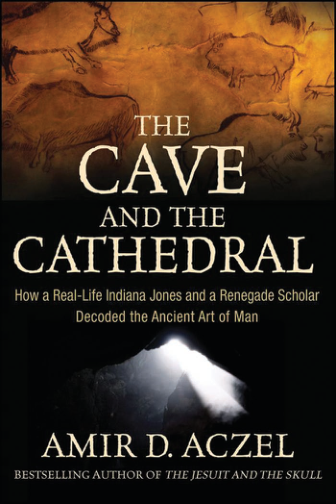 THE
CAVE
AND THE
CATHEDRAL
How a Real-Life Indiana Jones and a Renegade Scholar
Decoded the Ancient Art of Man
AMIR D. ACZEL
BESTSELLING AUTHOR OF THE JESUIT AND THE SKULL